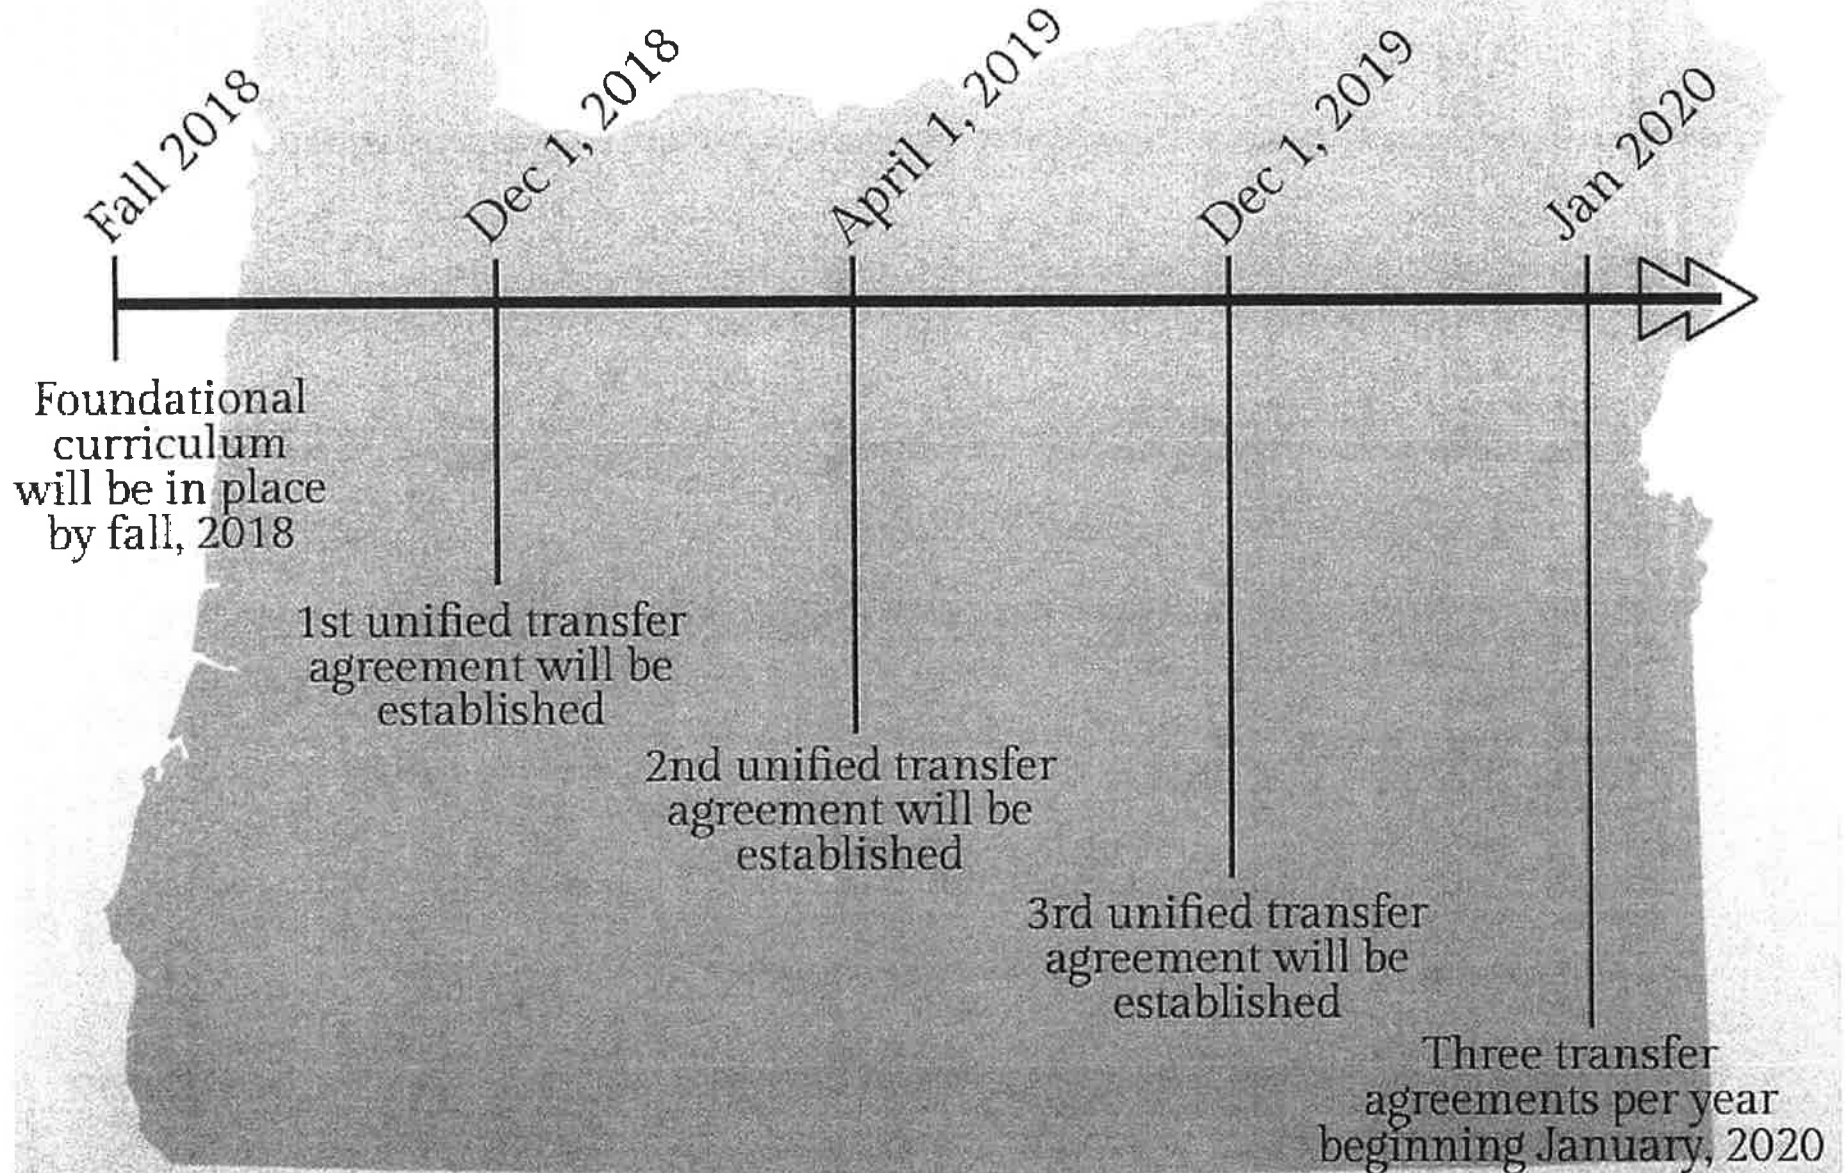 Fall 2018
Dec 1, 2018
April 1, 2019
Dec 1, 2019
Jan 2020
Foundational
curriculum
will be in place
by fall, 2018
1st unified transfer
agreement will be
established
2nd unified transfer
agreement will be
established
3rd unified transfer
agreement will be
established
Three transfer
agreements per year
beginning January, 2020